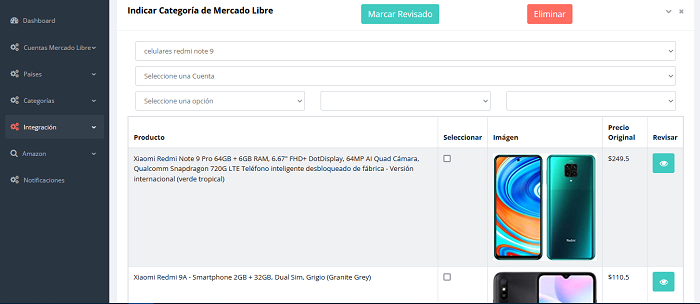 Indicar Categoría de Mercado Libre
Marcar Revisado
Eliminar
Dashboard
Cuentas Mercado Libre
Paises
Categorías
Integración
Amazon
Notificaciones
celulares redmi note 9
Seleccione una Cuenta
Seleccione una opción
Producto
Seleccionar
Imágen
Precio
Original
Revisar
Xiaomi Redmi Note 9 Pro 64GB + 6GB RAM, 6.67" FHD+ DotDisplay, 64MP AI Quad Cámara,
Qualcomm Snapdragon 720G LTE Teléfono inteligente desbloqueado de fábrica - Versión
internacional (verde tropical)
Redmi
$249.5
Xiaomi Redmi 9A - Smartphone 2GB + 32GB, Dual Sim, Grigio (Granite Grey)
$110.5